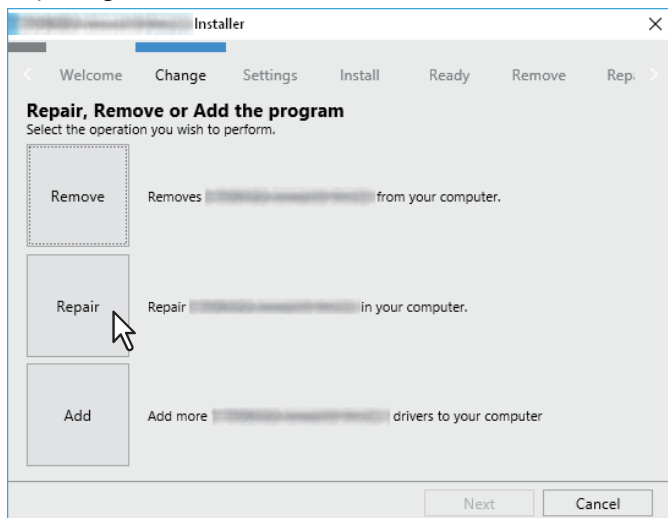 Installer
Welcome Change Settings Install Ready Remove Rep
Repair, Remove or Add the program
Select the operation you wish to perform.
Remove
Removes from your computer.
Repair
Repair in your computer.
Add
Add more drivers to your computer
Next Cancel